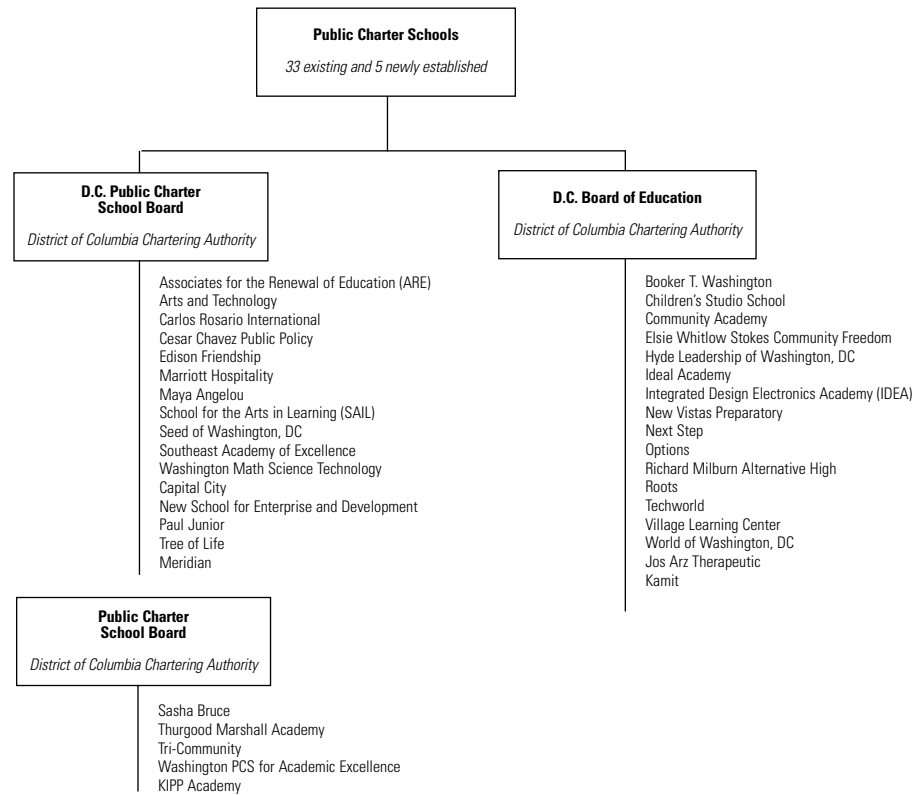 Public Charter Schools
33 existing and 5 newly established
D.C. Public Charter
School Board
District of Columbia Chartering Authority
Associates for the Renewal of Education (ARE)
Arts and Technology
Carlos Rosario International
Cesar Chavez Public Policy
Edison Friendship
Marriott Hospitality
Maya Angelou
School for the Arts in Learning (SAIL)
Seed of Washington, DC
Southeast Academy of Excellence
Washington Math Science Technology
Capital City
New School for Enterprise and Development
Paul Junior
Tree of Life
Meridian
D.C. Board of Education
District of Columbia Chartering Authority
Booker T. Washington
Children's Studio School
Community Academy
Elsie Whitlow Stokes Community Freedom
Hyde Leadership of Washington, DC
Ideal Academy
Integrated Design Electronics Academy (IDEA)
New Vistas Preparatory
Next Step
Options
Richard Milburn Alternative High
Roots
Techworld
Village Learning Center
World of Washington, DC
Jos Arz Therapeutic
Kamit
Public Charter
School Board
District of Columbia Chartering Authority
Sasha Bruce
Thurgood Marshall Academy
Tri-Community
Washington PCS for Academic Excellence
KIPP Academy